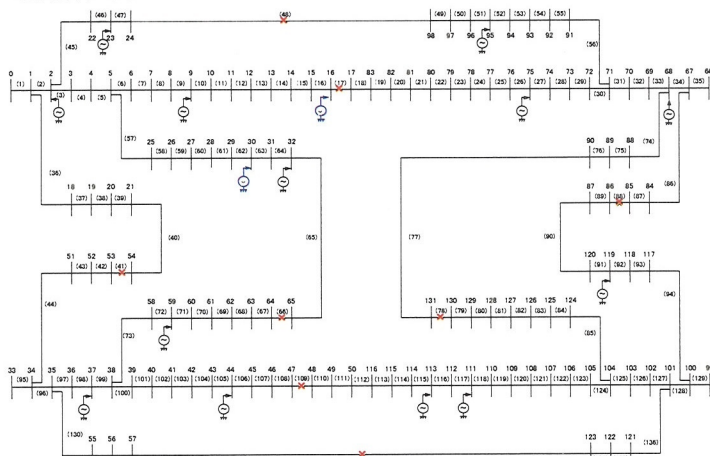 (46) (47) (48) (49) (50) (51) (52) (53) (54) (55)
22 23 24 98 97 96 95 94 93 92 91
(45) (56)
0 1 2 3 4 5 6 7 8 9 10 11 12 13 14 15 16 17 83 82 81 80 79 78 77 76 75 74 73 72 71 70 69 68 67 66 65
(1) (2) (3) (4) (5) (6) (7) (8) (9) (10) (11) (12) (13) (14) (15) (16) (17) (18) (19) (20) (21) (22) (23) (24) (25) (26) (27) (28) (29) (30) (31) (32) (33) (34) (35)
(57) (74)
25 26 27 28 29 30 31 32 90 89 88
(58) (59) (60) (61) (62) (63) (64) (76) (75)
(36) (86)
18 19 20 21 87 86 85 84
(37) (38) (39) (89) (88) (87)
(40) (65) (77) (90)
51 52 53 54 120 119 118 117
(43) (42) (41) (91) (92) (93)
(44) (94)
58 59 60 61 62 63 64 65 131 130 129 128 127 126 125 124
(72) (71) (70) (69) (68) (67) (66) (78) (79) (80) (81) (82) (83) (84)
(73) (85)
33 34 35 36 37 38 39 40 41 42 43 44 45 46 47 48 49 50 116 115 114 113 112 111 110 109 108 107 106 105 104 103 102 101 100 99
(95) (96) (97) (98) (99) (100) (101) (102) (103) (104) (105) (106) (107) (108) (109) (110) (111) (112) (113) (114) (115) (116) (117) (118) (119) (120) (121) (122) (123) (124) (125) (126) (127) (128) (129)
(130) (136)
55 56 57 123 122 121